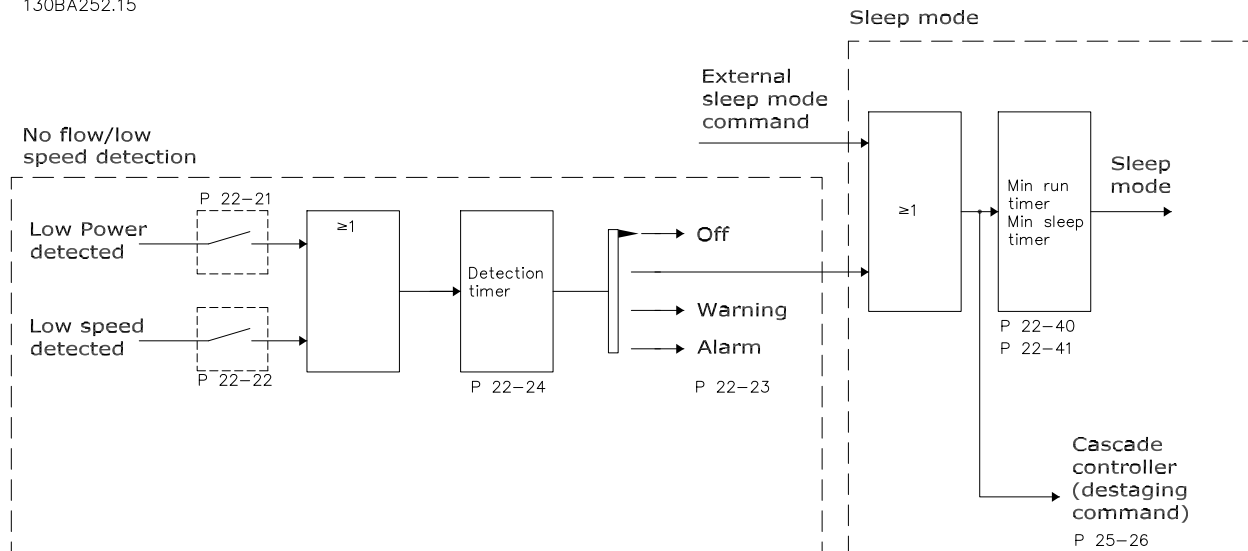 130BA252.15
Sleep mode
External
sleep mode
command
No flow/low
speed detection
P 22-21
Low Power
detected
≥1
Detection
timer
Off
Warning
Alarm
Low speed
detected
P 22-22
P 22-24
P 22-23
≥1
Min run
timer
Min sleep
timer
Sleep
mode
P 22-40
P 22-41
Cascade
controller
(destaging
command)
P 25-26